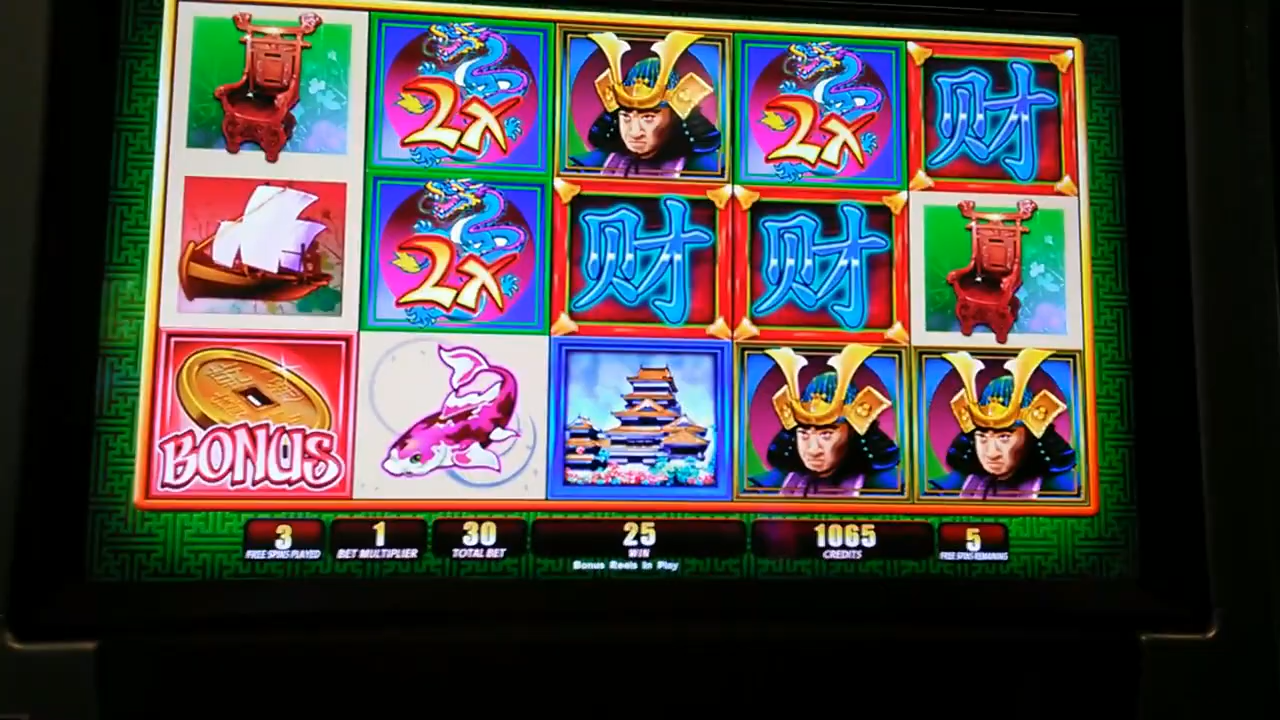 2x
2x
财
2x
财
财
BONUS
3
FREE SPINS PLAYED
1
BET MULTIPLIER
30
TOTAL BET
25
WIN
1065
CREDITS
5
FREE SPINS REMAINING
Bonus Reels In Play